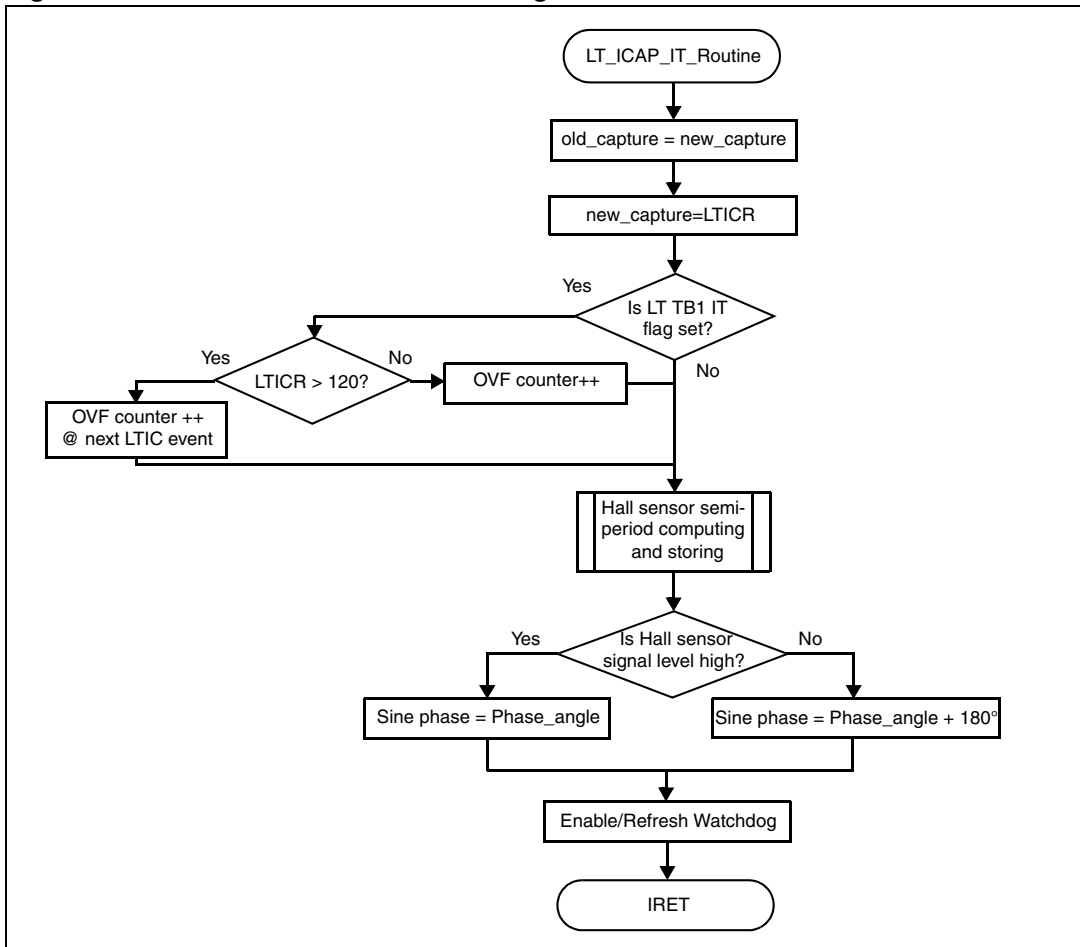 LT_ICAP_IT_Routine
old_capture = new_capture
new_capture=LTICR
Yes
Is LT TB1 IT
flag set?
No
Yes
LTICR > 120?
No
OVF counter++
OVF counter ++
@ next LTIC event
Hall sensor semi-
period computing
and storing
Yes
Is Hall sensor
signal level high?
No
Sine phase = Phase_angle
Sine phase = Phase_angle + 180°
Enable/Refresh Watchdog
IRET